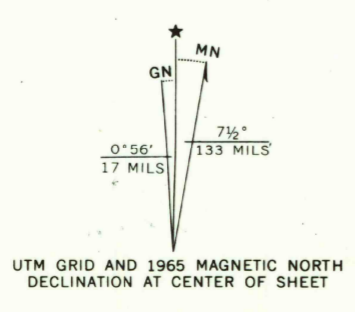 ★
MN
GN
0°56'
17 MILS
7½°
133 MILS
UTM GRID AND 1965 MAGNETIC NORTH
DECLINATION AT CENTER OF SHEET